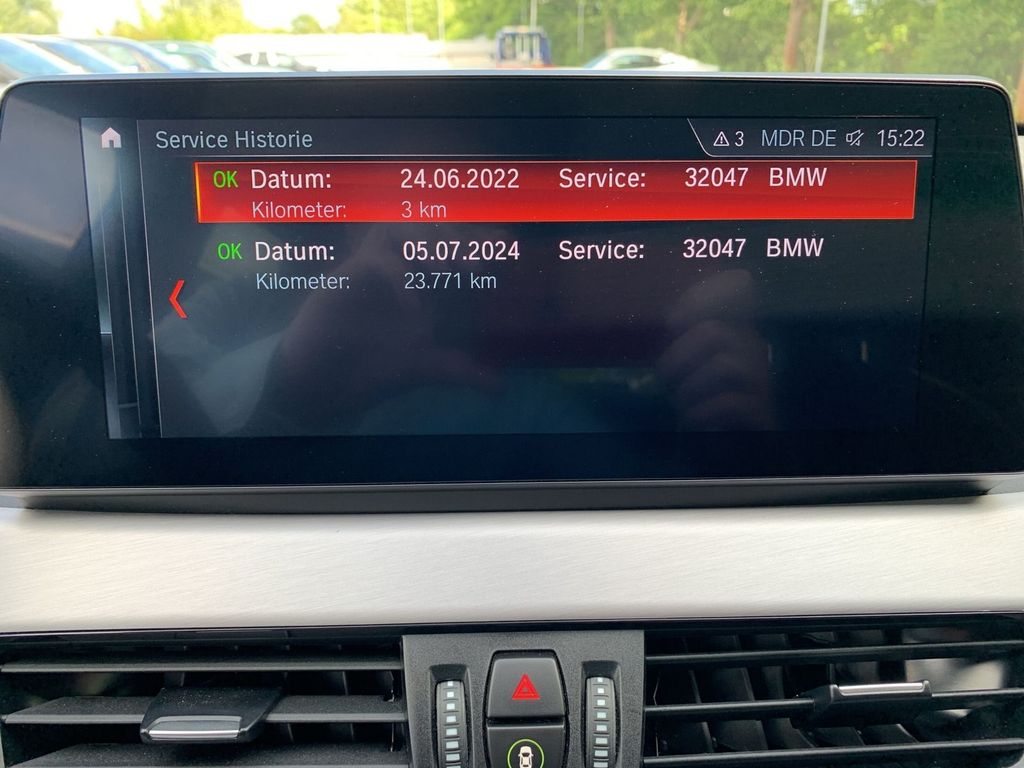 Service Historie 3 MDR DE 15:22
OK Datum: 24.06.2022 Service: 32047 BMW
Kilometer: 3 km
OK Datum: 05.07.2024 Service: 32047 BMW
Kilometer: 23.771 km